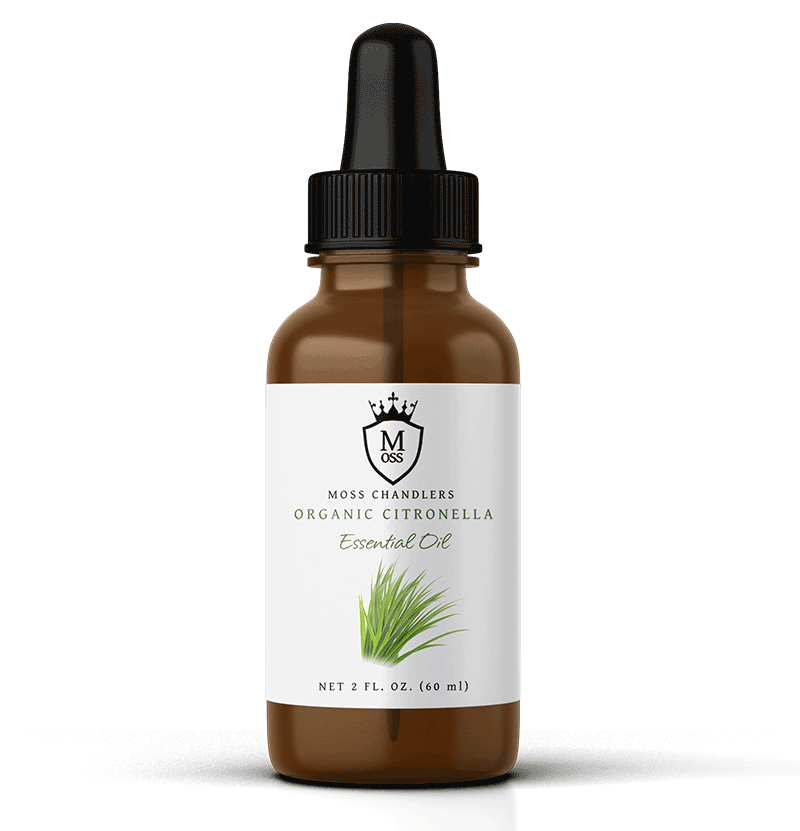 M
OSS
MOSS CHANDLERS
ORGANIC CITRONELLA
Essential Oil
NET 2 FL. OZ. (60 ml)